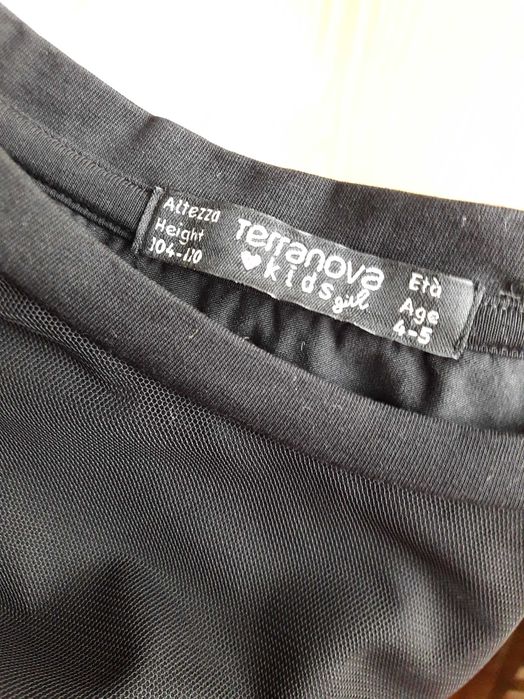 Altezza
Height
104-110
Terranova
kids girl
Età
Age
4-5